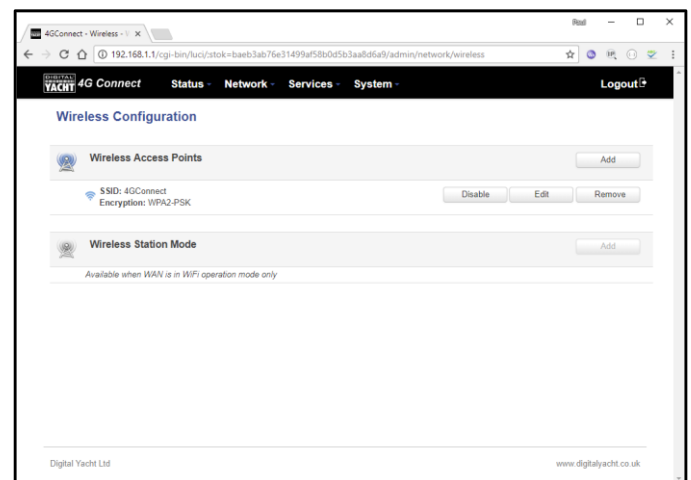 4GConnect - Wireless - V
192.168.1.1/cgi-bin/luci/;stok=baeb3ab76e31499af58b0d5b3aa8d6a9/admin/network/wireless
DIGITAL YACHT 4G Connect Status Network Services System Logout
Wireless Configuration
Wireless Access Points Add
SSID: 4GConnect
Encryption: WPA2-PSK
Disable Edit Remove
Wireless Station Mode Add
Available when WAN is in WiFi operation mode only
Digital Yacht Ltd www.digitalyacht.co.uk